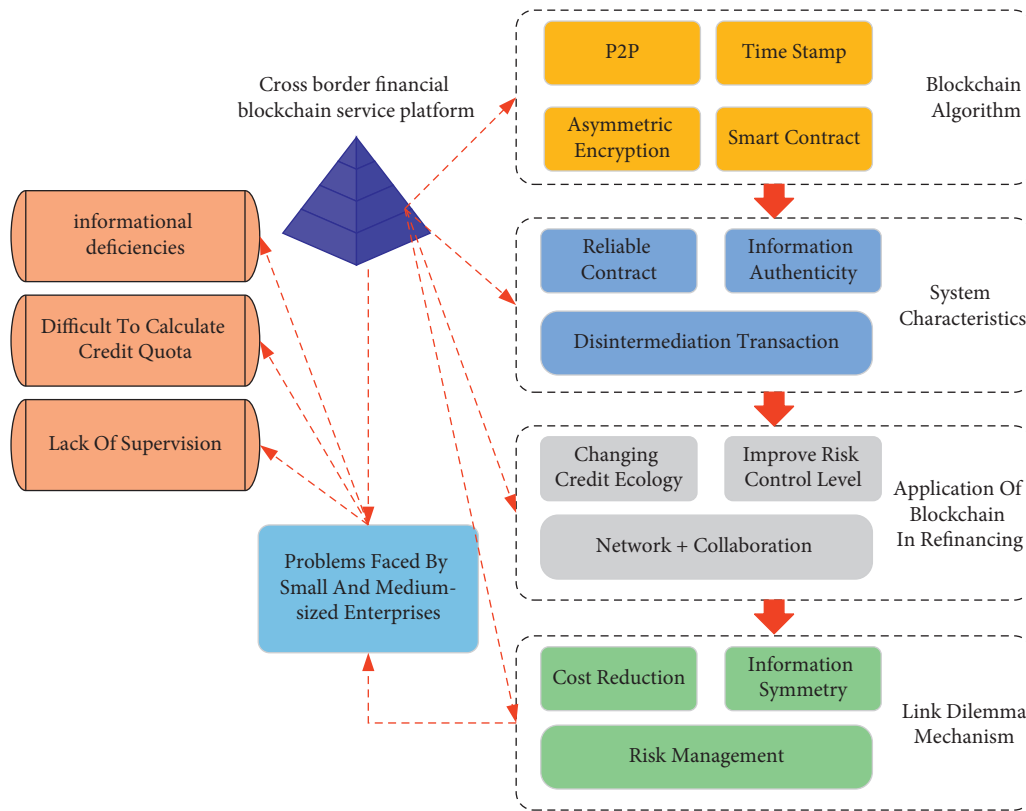 Cross border financial
blockchain service platform
informational
deficiencies
Difficult To Calculate
Credit Quota
Lack Of Supervision
Problems Faced By
Small And Medium-
sized Enterprises
P2P
Time Stamp
Asymmetric
Encryption
Smart Contract
Blockchain
Algorithm
Reliable
Contract
Information
Authenticity
Disintermediation Transaction
System
Characteristics
Changing
Credit Ecology
Improve Risk
Control Level
Network + Collaboration
Application Of
Blockchain
In Refinancing
Cost Reduction
Information
Symmetry
Risk Management
Link Dilemma
Mechanism